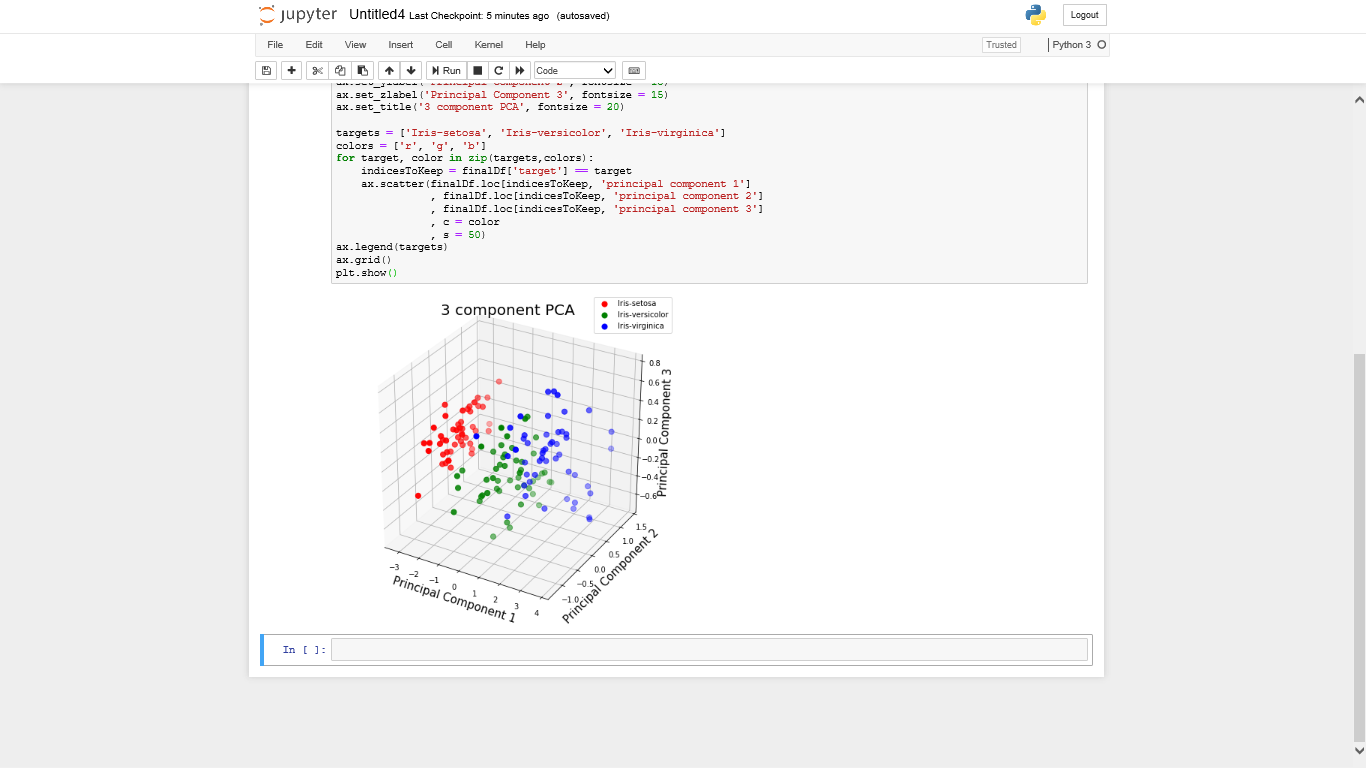 jupyter Untitled4 Last Checkpoint: 5 minutes ago (autosaved)
Logout
File Edit View Insert Cell Kernel Help
Trusted
Python 3
Run
Code
ax.set_zlabel('Principal Component 3', fontsize = 15)
ax.set_title('3 component PCA', fontsize = 20)
targets = ['Iris-setosa', 'Iris-versicolor', 'Iris-virginica']
colors = ['r', 'g', 'b']
for target, color in zip(targets,colors):
    indicesToKeep = finalDf['target'] == target
    ax.scatter(finalDf.loc[indicesToKeep, 'principal component 1']
               , finalDf.loc[indicesToKeep, 'principal component 2']
               , finalDf.loc[indicesToKeep, 'principal component 3']
               , c = color
               , s = 50)
ax.legend(targets)
ax.grid()
plt.show()
3 component PCA
Iris-setosa
Iris-versicolor
Iris-virginica
0.8
0.6
0.4
0.2
0.0
−0.2
−0.4
−0.6
Principal Component 3
1.5
1.0
0.5
0.0
−0.5
−1.0
Principal Component 2
−3
−2
−1
0
1
2
3
4
Principal Component 1
In [ ]: